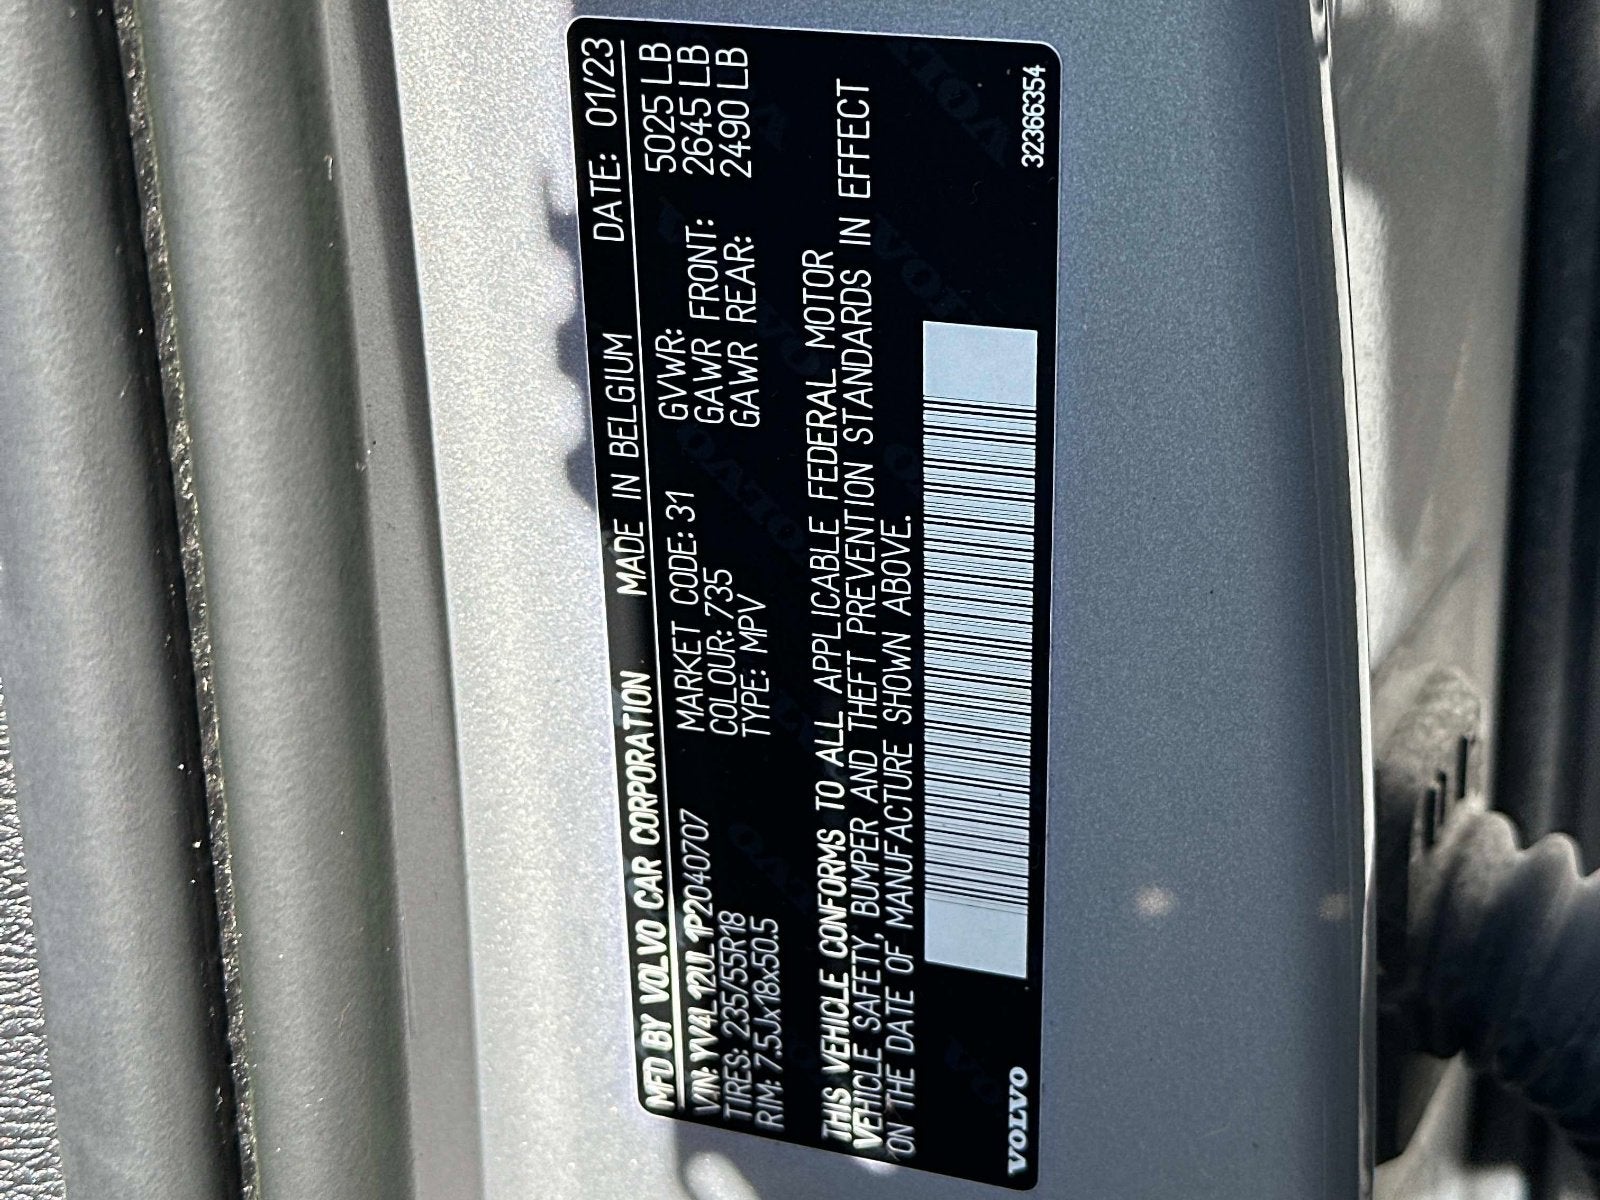 MFD BY VOLVO CAR CORPORATION MADE IN BELGIUM DATE: 01/23
VIN: YV4L12UL1P2040707 MARKET CODE: 31 GVWR: 5025 LB
TIRES: 235/55R18 COLOUR: 735 GAWR FRONT: 2645 LB
RIM: 7.5Jx18x50.5 TYPE: MPV GAWR REAR: 2490 LB
THIS VEHICLE CONFORMS TO ALL APPLICABLE FEDERAL MOTOR
VEHICLE SAFETY, BUMPER AND THEFT PREVENTION STANDARDS IN EFFECT
ON THE DATE OF MANUFACTURE SHOWN ABOVE.
VOLVO 32366354